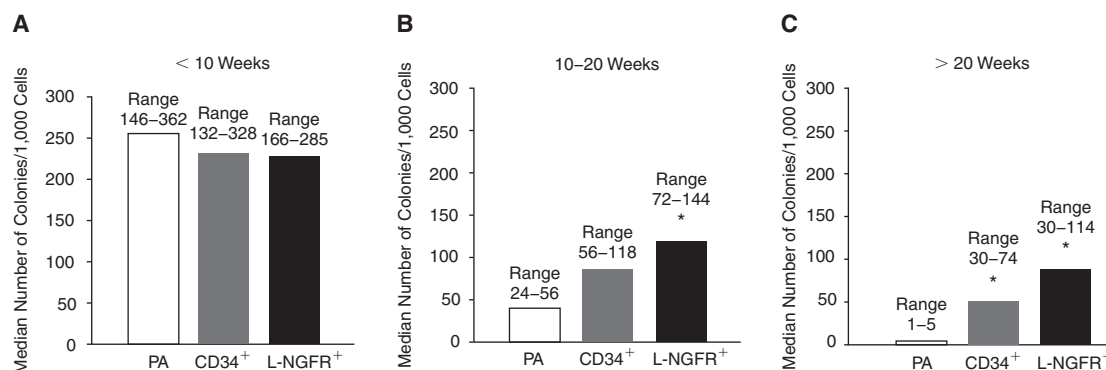 A
< 10 Weeks
Median Number of Colonies/1,000 Cells
300
250
200
150
100
50
0
Range
146–362
Range
132–328
Range
166–285
PA
CD34+
L-NGFR+
B
10–20 Weeks
Median Number of Colonies/1,000 Cells
300
250
200
150
100
50
0
Range
24–56
Range
56–118
Range
72–144
*
PA
CD34+
L-NGFR+
C
> 20 Weeks
Median Number of Colonies/1,000 Cells
300
250
200
150
100
50
0
Range
1–5
Range
30–74
*
Range
30–114
*
PA
CD34+
L-NGFR+